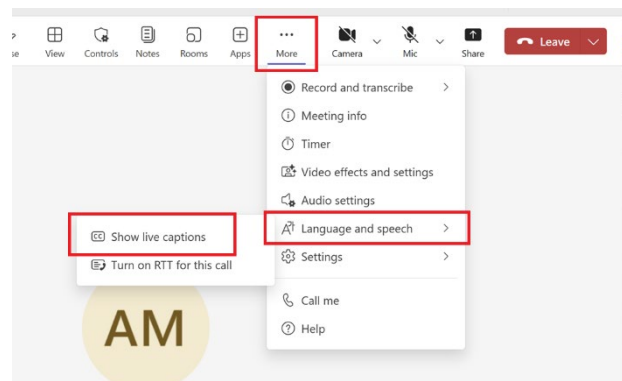 View Controls Notes Rooms Apps More Camera Mic Share Leave
Record and transcribe
Meeting info
Timer
Video effects and settings
Audio settings
CC Show live captions
Language and speech
Turn on RTT for this call
Settings
Call me
AM
Help